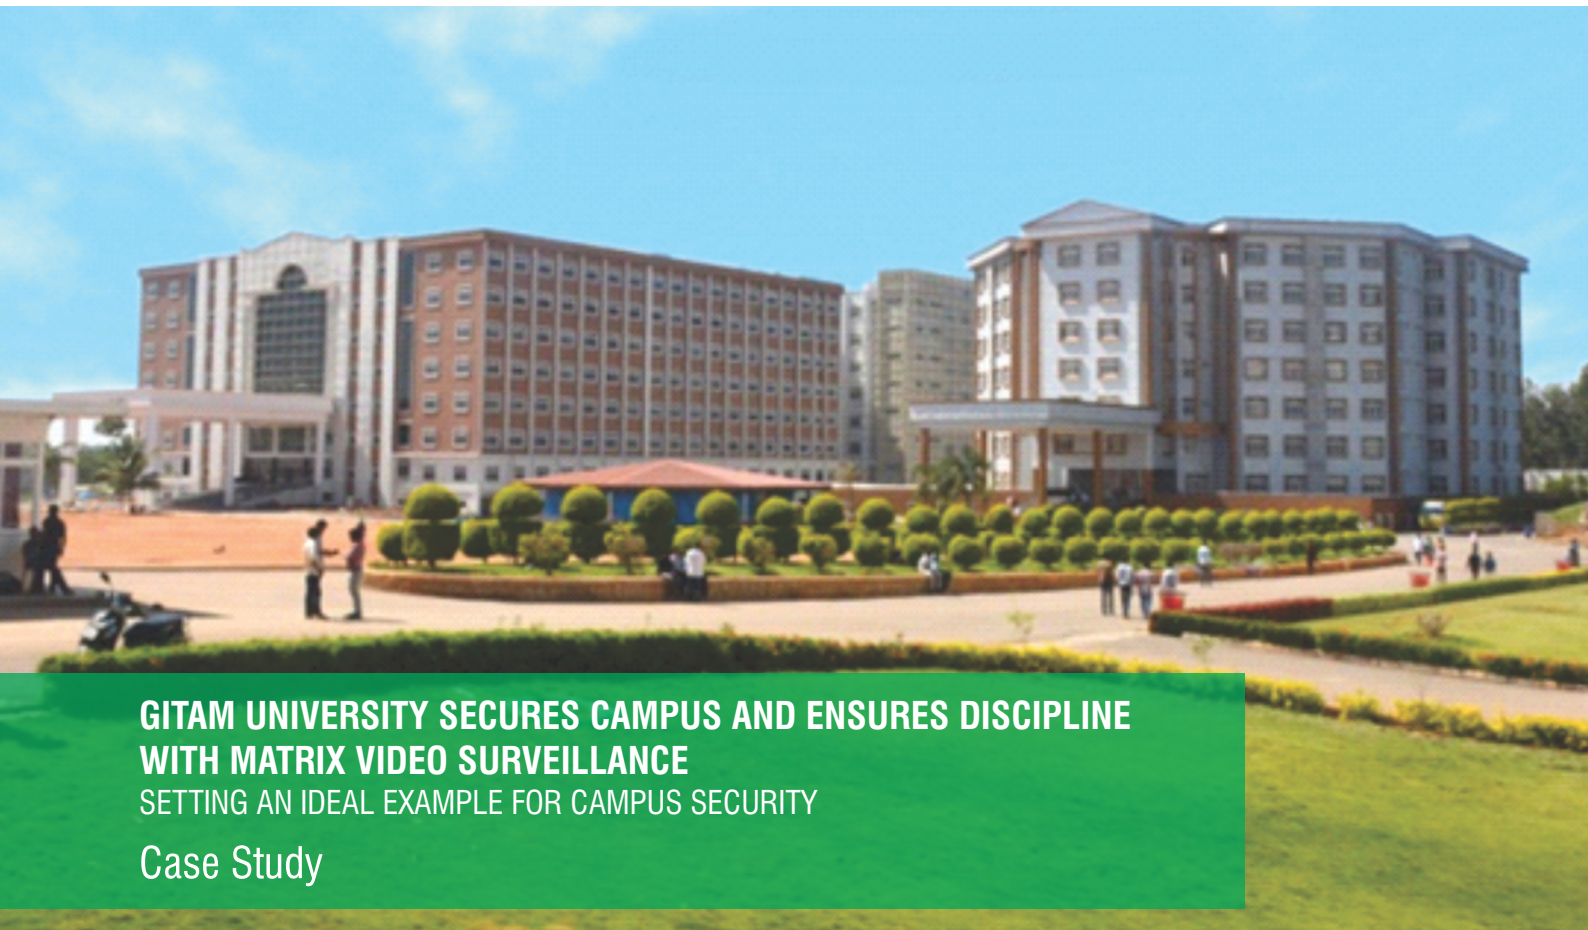 GITAM UNIVERSITY SECURES CAMPUS AND ENSURES DISCIPLINE
WITH MATRIX VIDEO SURVEILLANCE
SETTING AN IDEAL EXAMPLE FOR CAMPUS SECURITY
Case Study